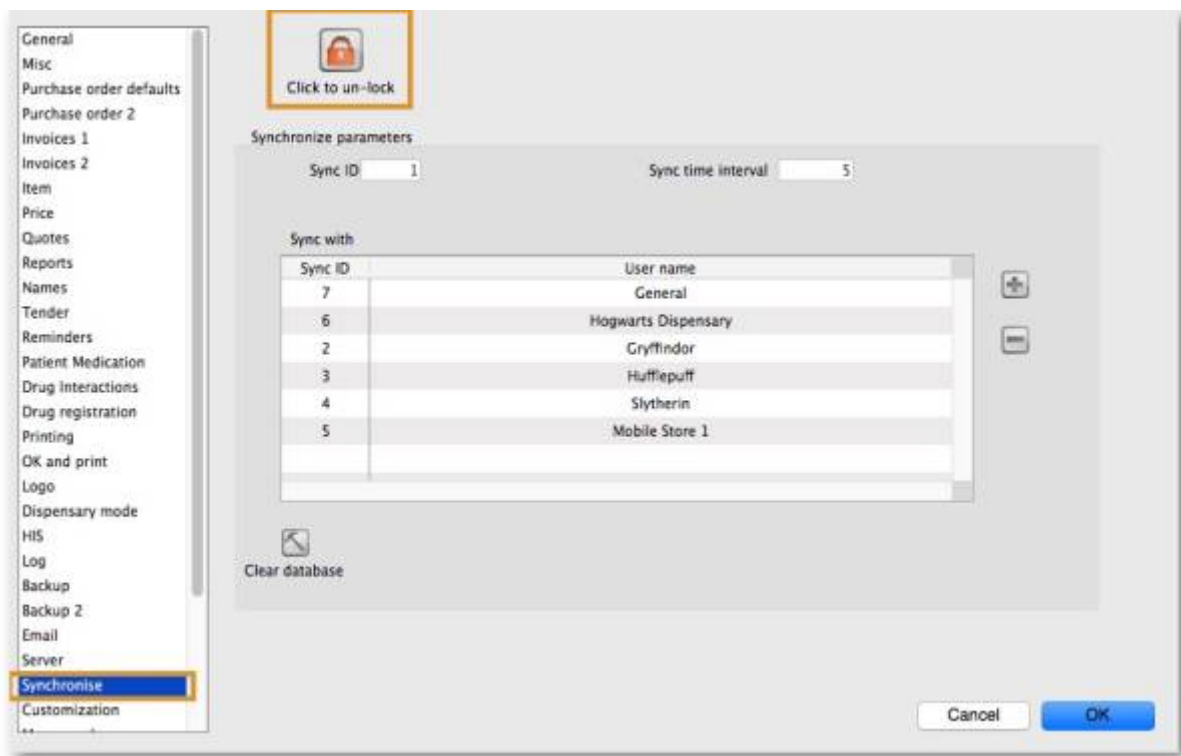 General
Misc
Purchase order defaults
Purchase order 2
Invoices 1
Invoices 2
Item
Price
Quotes
Reports
Names
Tender
Reminders
Patient Medication
Drug Interactions
Drug registration
Printing
OK and print
Logo
Dispensary mode
HIS
Log
Backup
Backup 2
Email
Server
Synchronise
Customization
Click to un-lock
Synchronize parameters
Sync ID 1 Sync time interval 5
Sync with
Sync ID User name
7 General
6 Hogwarts Dispensary
2 Gryffindor
3 Hufflepuff
4 Slytherin
5 Mobile Store 1
Clear database
Cancel OK